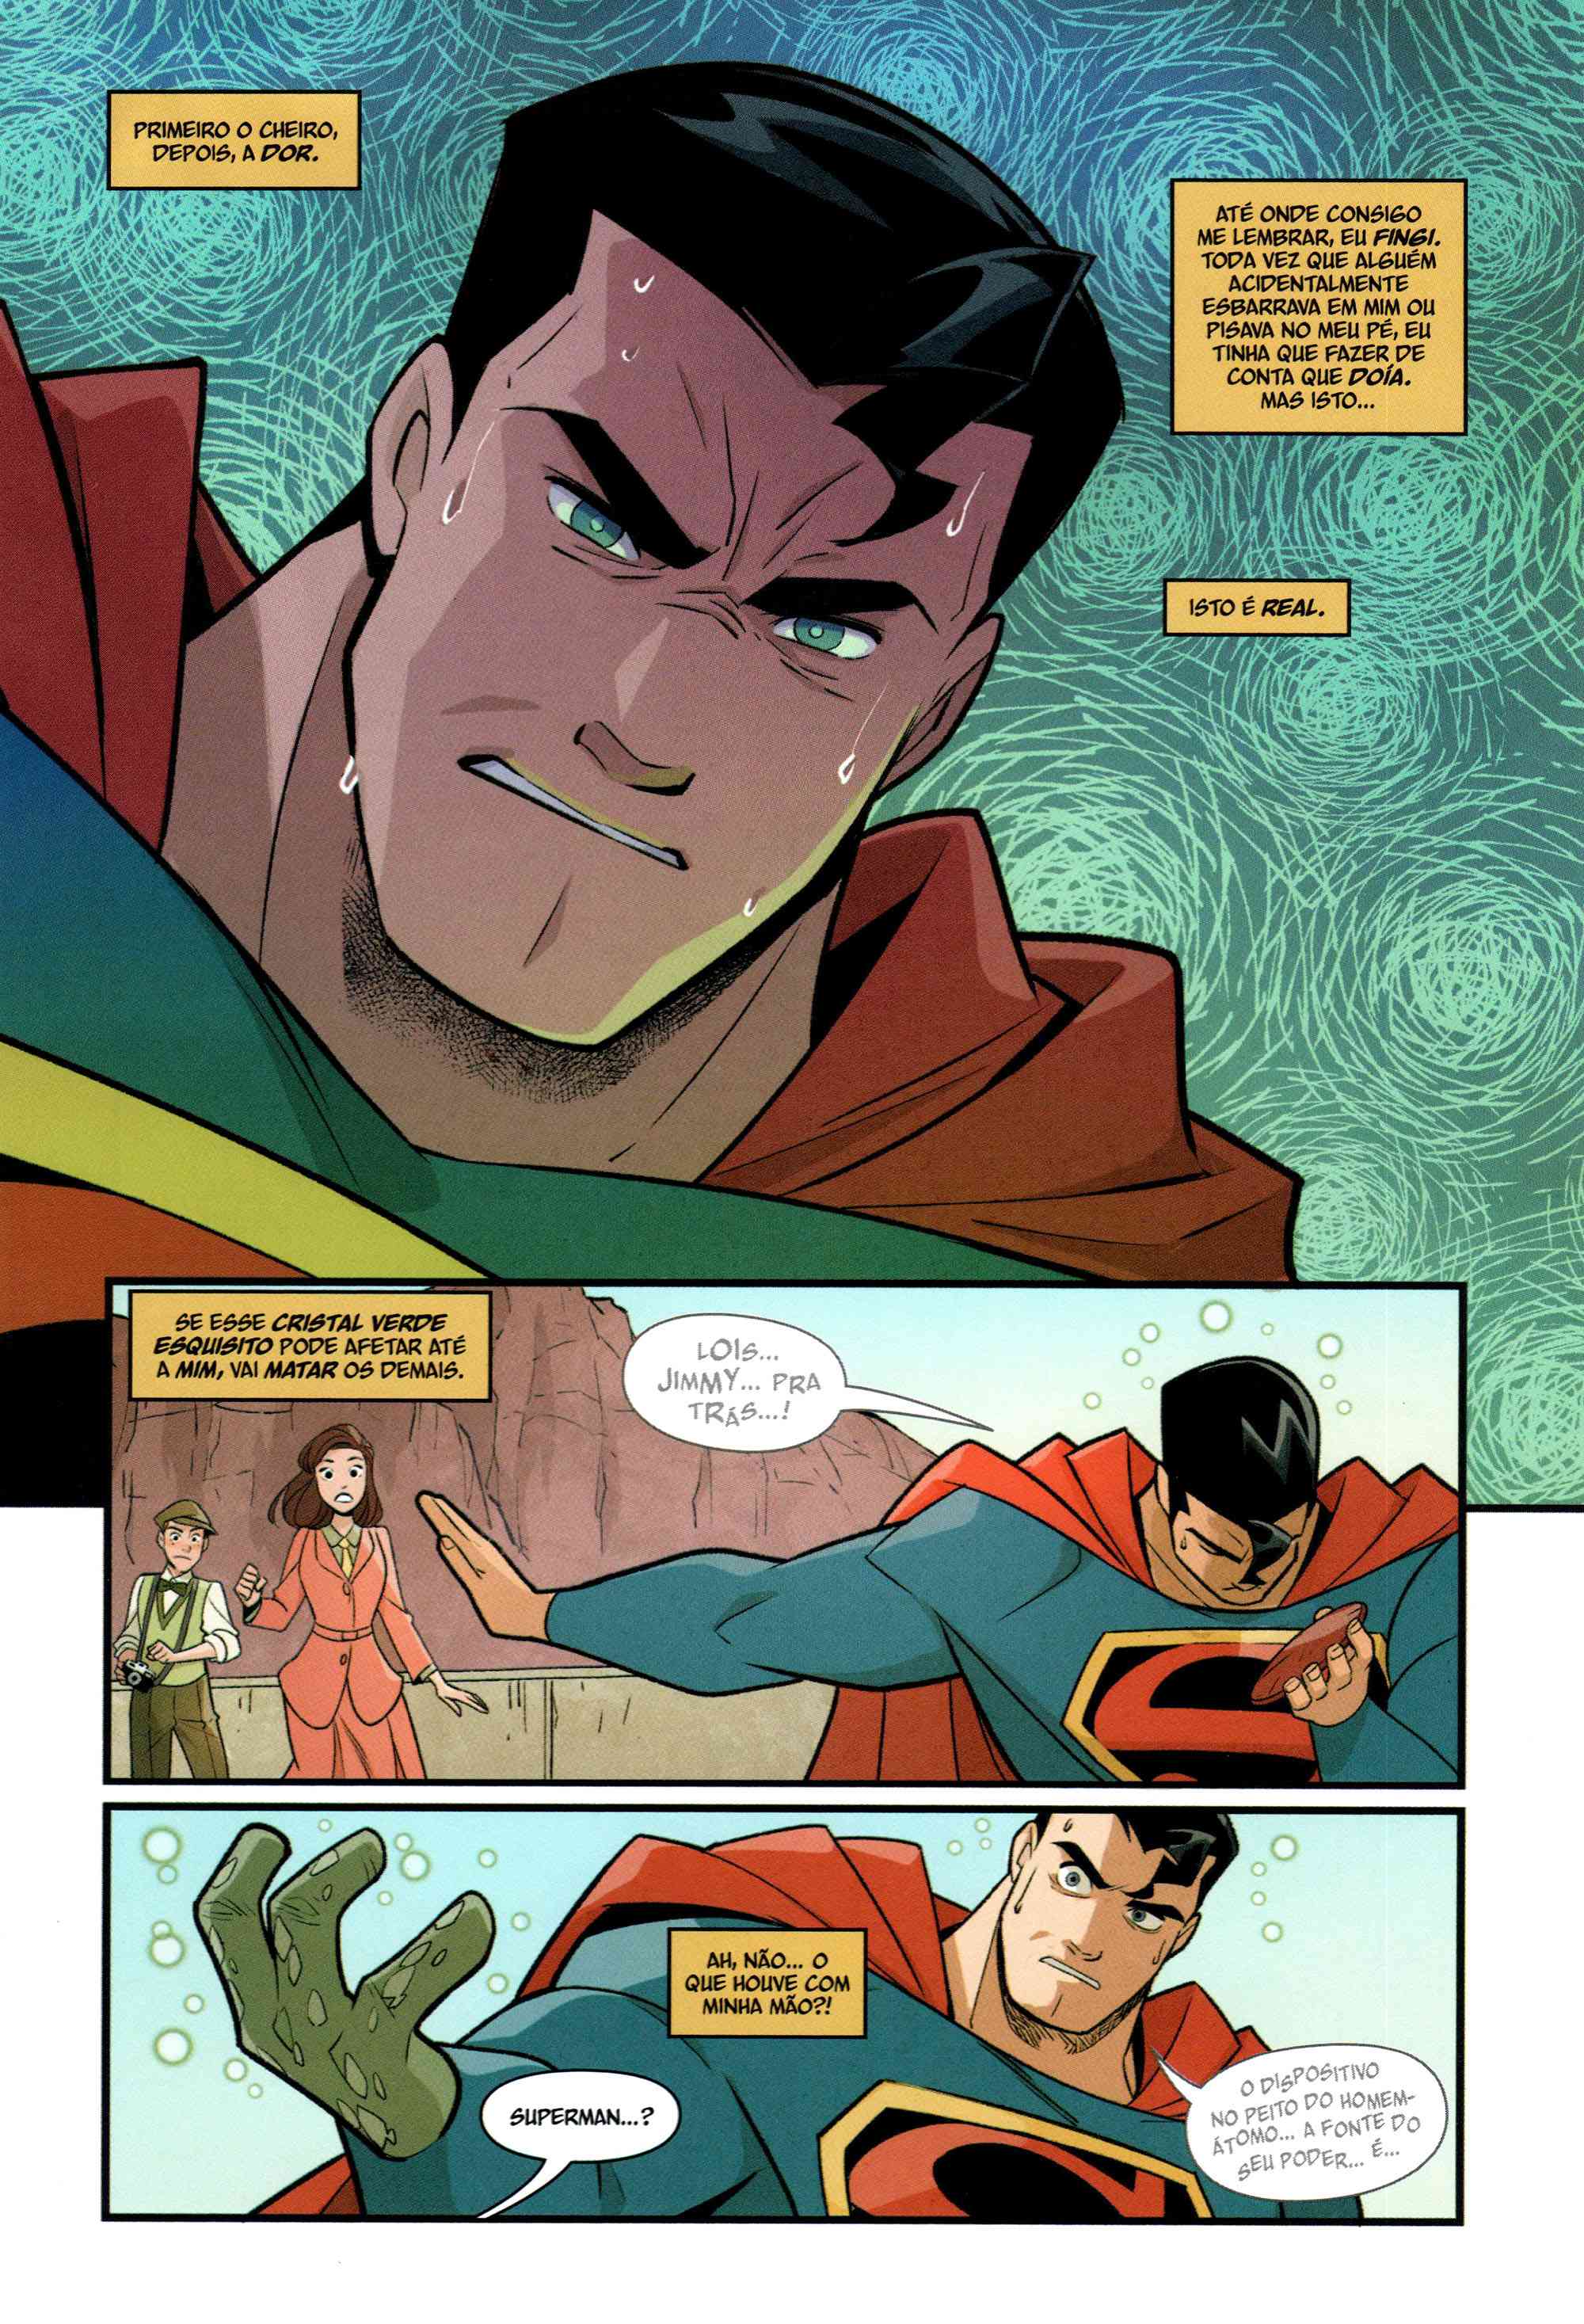 PRIMEIRO O CHEIRO,
DEPOIS, A DOR.
ATÉ ONDE CONSIGO
ME LEMBRAR, EU FINGI.
TODA VEZ QUE ALGUÉM
ACIDENTALMENTE
ESBARRAVA EM MIM OU
PISAVA NO MEU PÉ, EU
TINHA QUE FAZER DE
CONTA QUE DOÍA.
MAS ISTO...
ISTO É REAL.
SE ESSE CRISTAL VERDE
ESQUISITO PODE AFETAR ATÉ
A MIM, VAI MATAR OS DEMAIS.
LOIS...
JIMMY... PRA
TRÁS...!
AH, NÃO... O
QUE HOUVE COM
MINHA MÃO?!
SUPERMAN...?
O DISPOSITIVO
NO PEITO DO HOMEM-
ÁTOMO... A FONTE DO
SEU PODER... É...